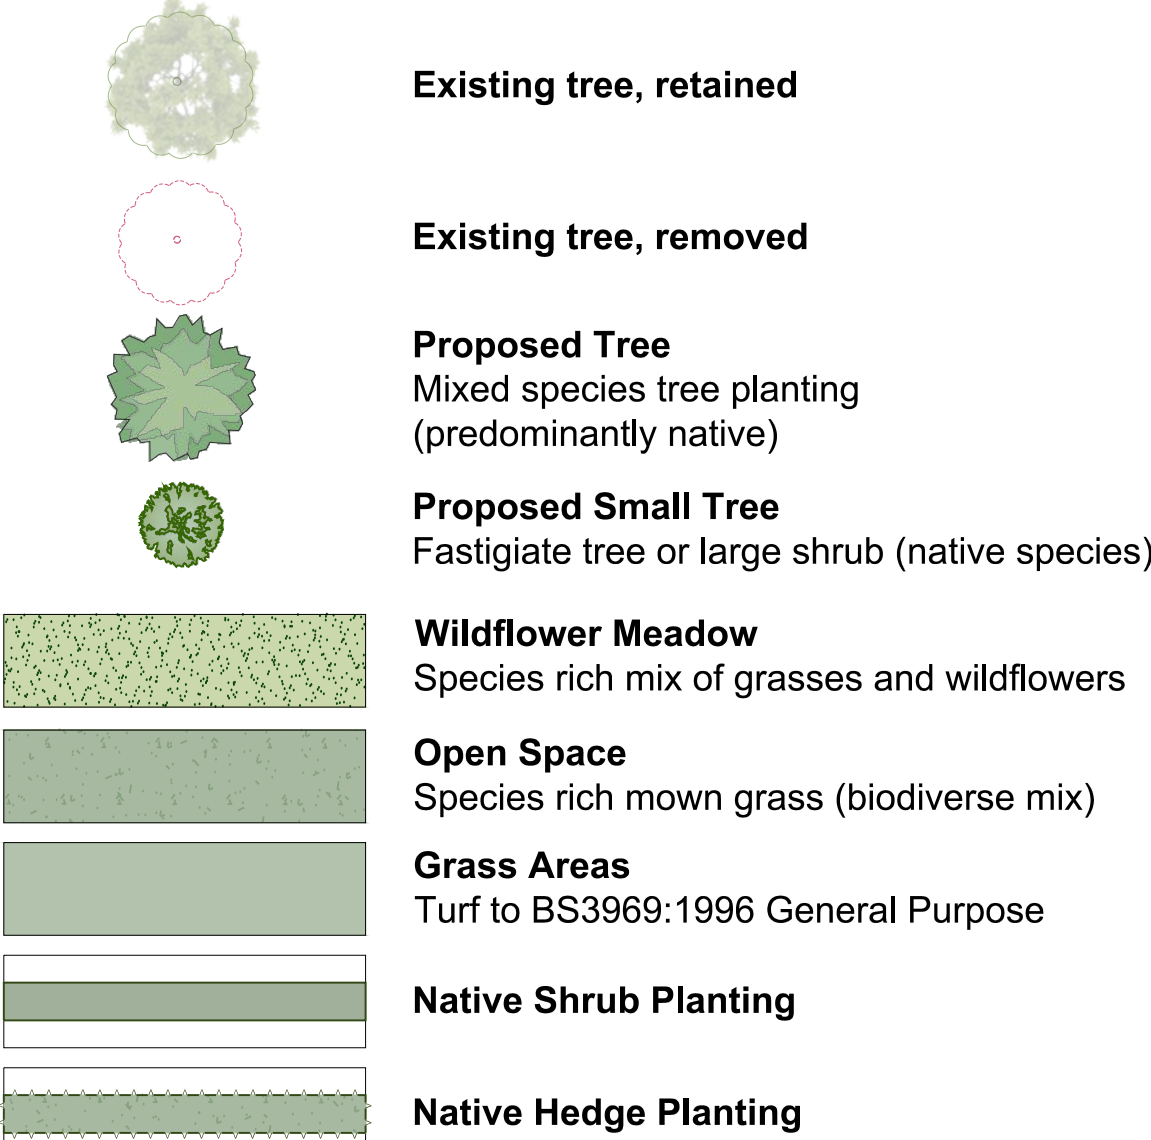 Existing tree, retained
Existing tree, removed
Proposed Tree
Mixed species tree planting
(predominantly native)
Proposed Small Tree
Fastigiate tree or large shrub (native species)
Wildflower Meadow
Species rich mix of grasses and wildflowers
Open Space
Species rich mown grass (biodiverse mix)
Grass Areas
Turf to BS3969:1996 General Purpose
Native Shrub Planting
Native Hedge Planting